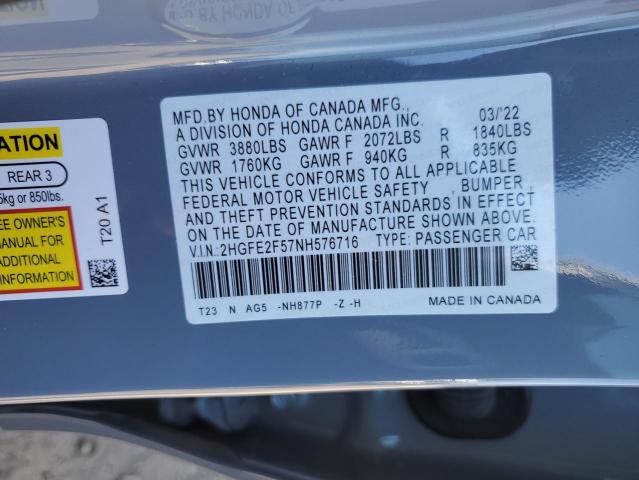 MFD.BY HONDA OF CANADA MFG., 03/'22
A DIVISION OF HONDA CANADA INC.
GVWR 3880LBS GAWR F 2072LBS R 1840LBS
GVWR 1760KG GAWR F 940KG R 835KG
THIS VEHICLE CONFORMS TO ALL APPLICABLE
FEDERAL MOTOR VEHICLE SAFETY , BUMPER ,
AND THEFT PREVENTION STANDARDS IN EFFECT
ON THE DATE OF MANUFACTURE SHOWN ABOVE.
V.I.N.:2HGFE2F57NH576716 TYPE: PASSENGER CAR
T23 N AG5 -NH877P -Z -H MADE IN CANADA
ATION
REAR 3
kg or 850lbs.
EE OWNER'S
MANUAL FOR
ADDITIONAL
INFORMATION
T20 A1
BY HONDA OF